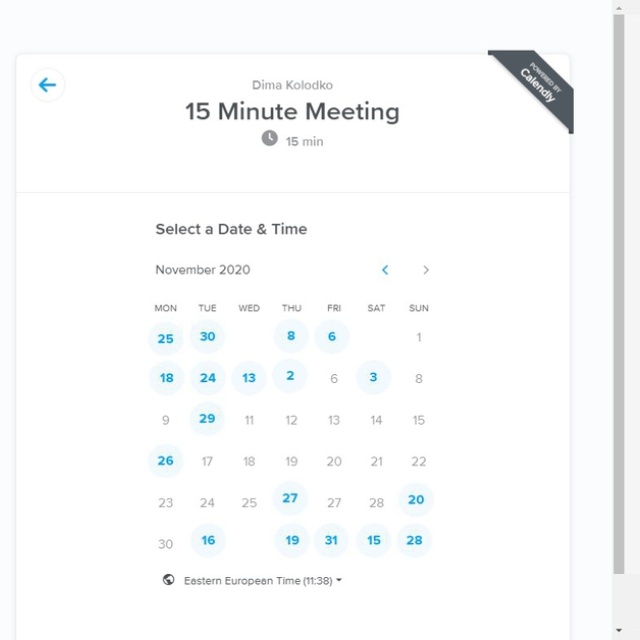 POWERED BY
Calendly
Dima Kolodko
15 Minute Meeting
15 min
Select a Date & Time
November 2020
MON TUE WED THU FRI SAT SUN
25 30 8 6 1
18 24 13 2 6 3 8
9 29 11 12 13 14 15
26 17 18 19 20 21 22
23 24 25 27 27 28 20
30 16 19 31 15 28
Eastern European Time (11:38)